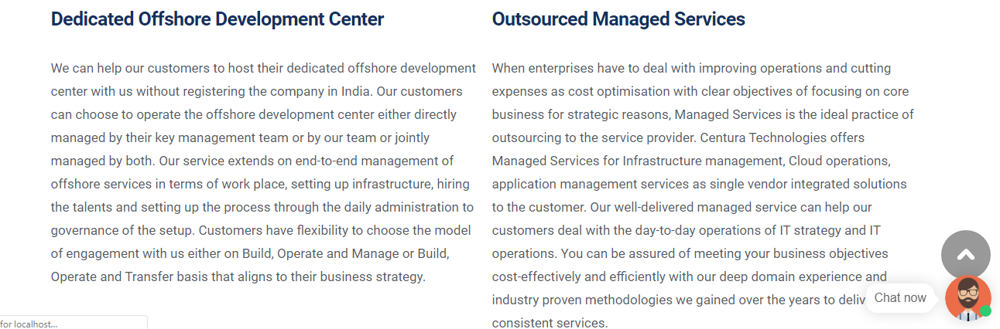 Dedicated Offshore Development Center
We can help our customers to host their dedicated offshore development
center with us without registering the company in India. Our customers
can choose to operate the offshore development center either directly
managed by their key management team or by our team or jointly
managed by both. Our service extends on end-to-end management of
offshore services in terms of work place, setting up infrastructure, hiring
the talents and setting up the process through the daily administration to
governance of the setup. Customers have flexibility to choose the model
of engagement with us either on Build, Operate and Manage or Build,
Operate and Transfer basis that aligns to their business strategy.
Outsourced Managed Services
When enterprises have to deal with improving operations and cutting
expenses as cost optimisation with clear objectives of focusing on core
business for strategic reasons, Managed Services is the ideal practice of
outsourcing to the service provider. Centura Technologies offers
Managed Services for Infrastructure management, Cloud operations,
application management services as single vendor integrated solutions
to the customer. Our well-delivered managed service can help our
customers deal with the day-to-day operations of IT strategy and IT
operations. You can be assured of meeting your business objectives
cost-effectively and efficiently with our deep domain experience and
industry proven methodologies we gained over the years to deliv
consistent services.
Chat now
for localhost...